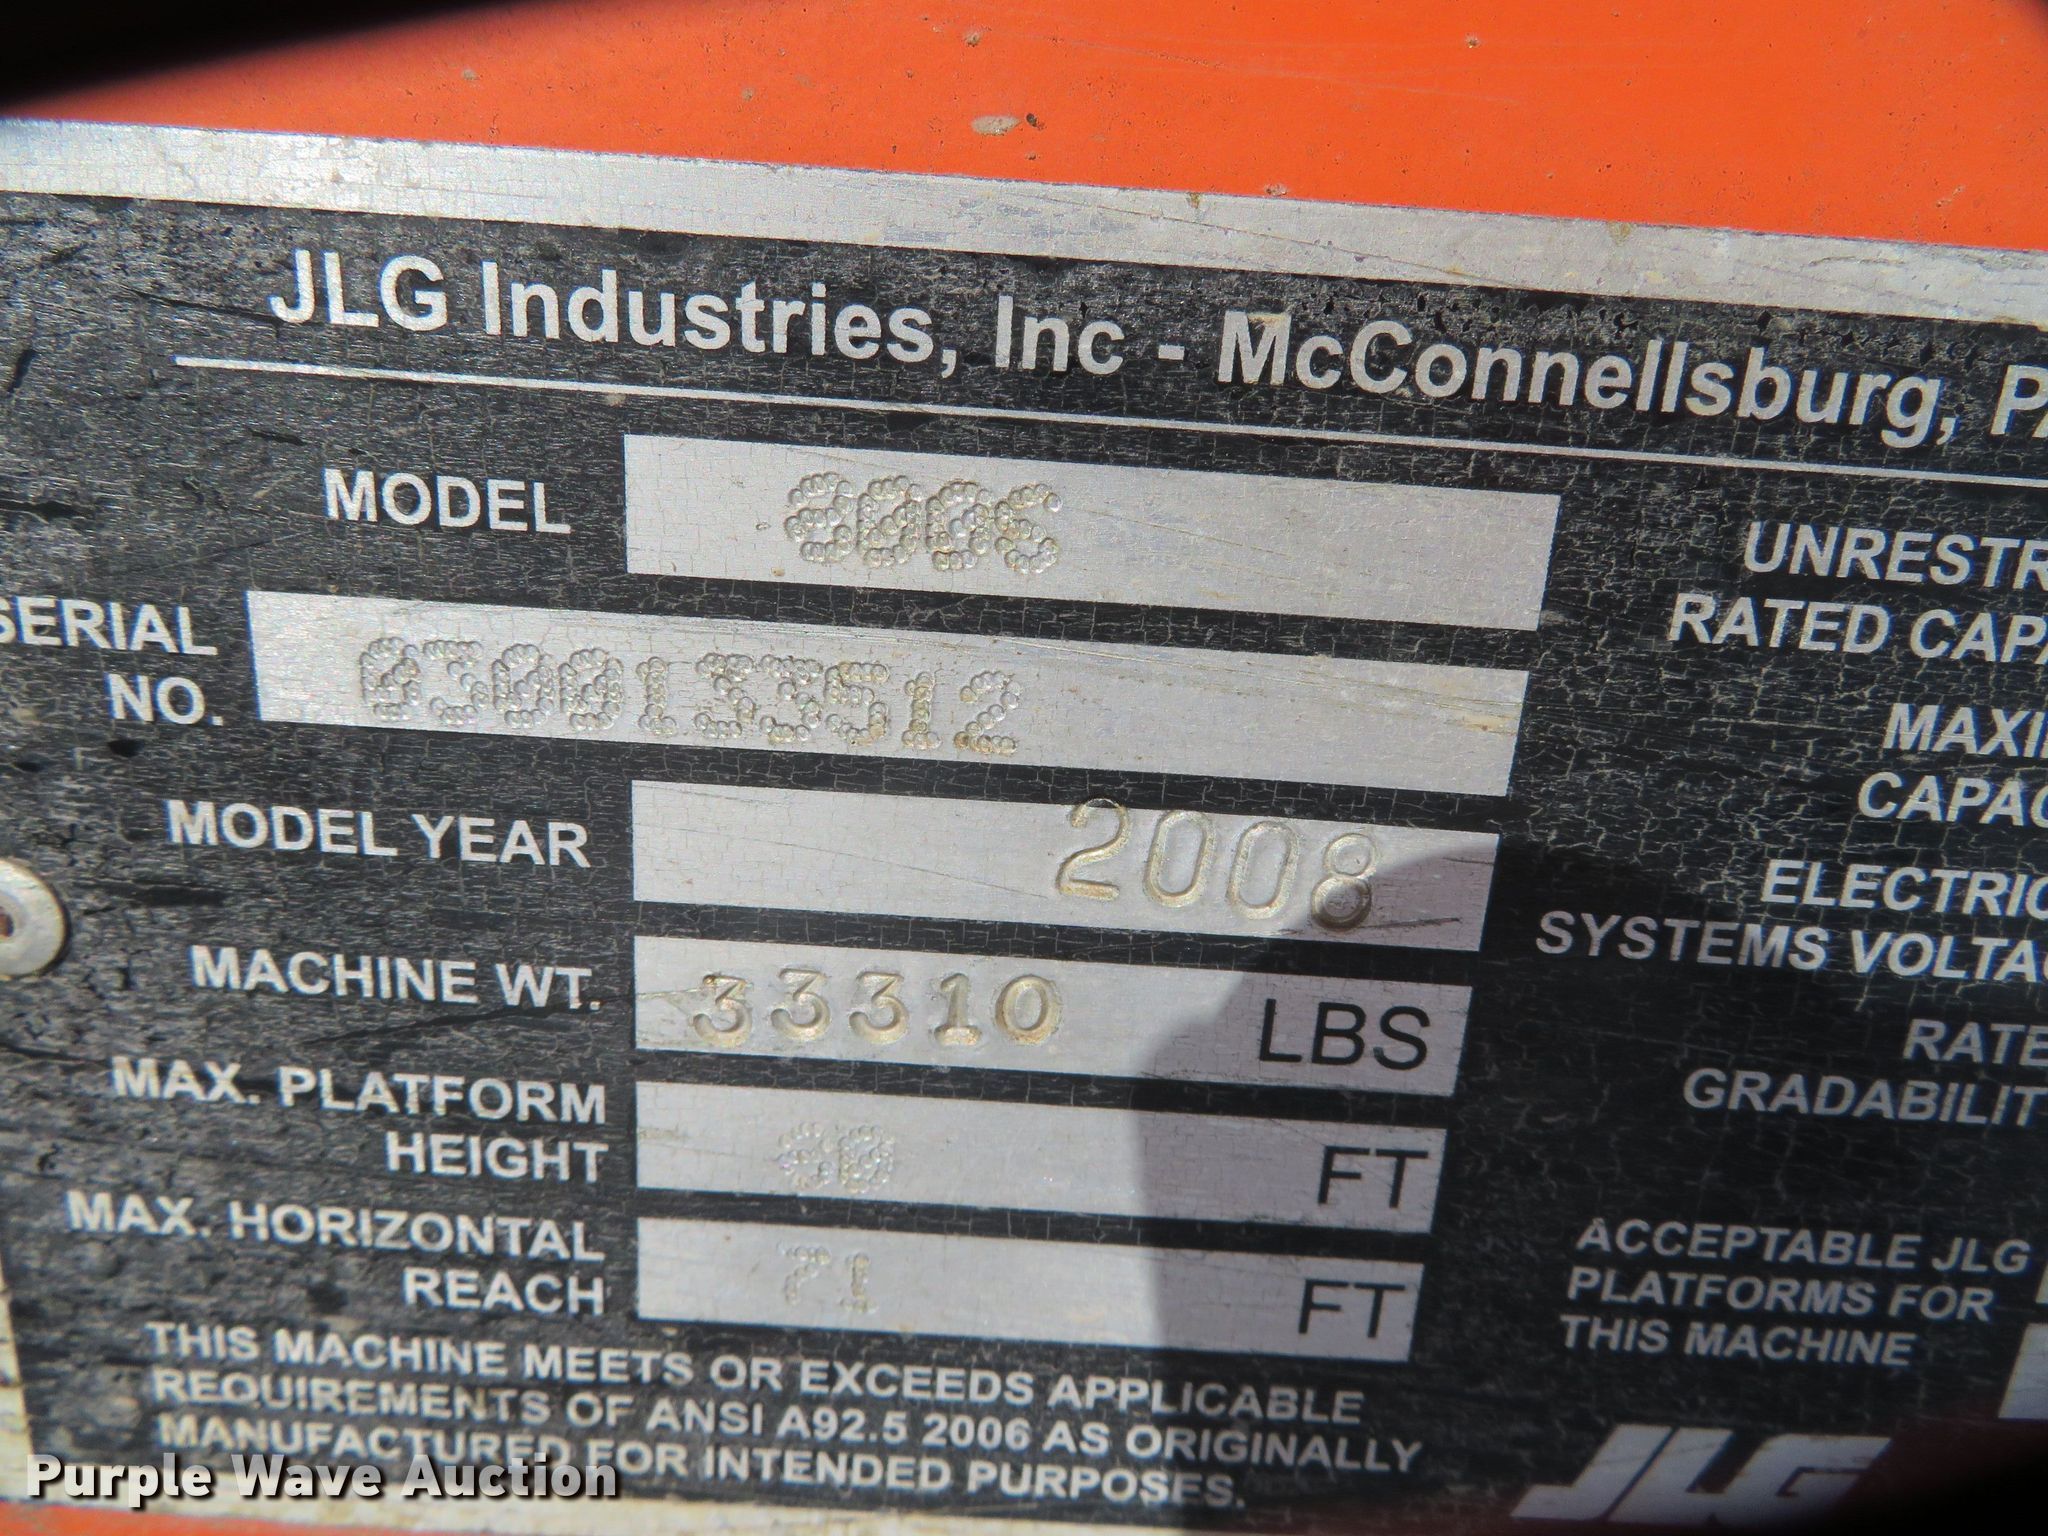 JLG Industries, Inc - McConnellsburg, PA
MODEL 800S
SERIAL NO. 0300133512
MODEL YEAR 2008
MACHINE WT. 33310 LBS
MAX. PLATFORM
HEIGHT 80 FT
MAX. HORIZONTAL
REACH 71 FT
THIS MACHINE MEETS OR EXCEEDS APPLICABLE
REQUIREMENTS OF ANSI A92.5 2006 AS ORIGINALLY
MANUFACTURED FOR INTENDED PURPOSES.
UNRESTR
RATED CAPA
MAXI
CAPAC
ELECTRIC
SYSTEMS VOLTAG
RATE
GRADABILIT
ACCEPTABLE JLG
PLATFORMS FOR
THIS MACHINE
JLG
Purple Wave Auction